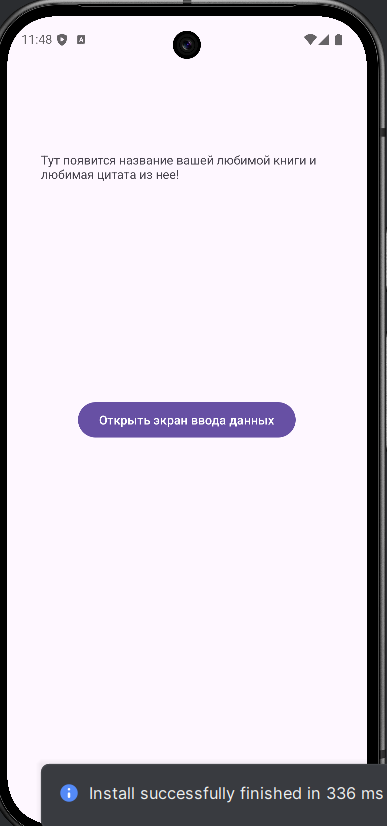 11:48
Тут появится название вашей любимой книги и
любимая цитата из нее!
Открыть экран ввода данных
Install successfully finished in 336 ms